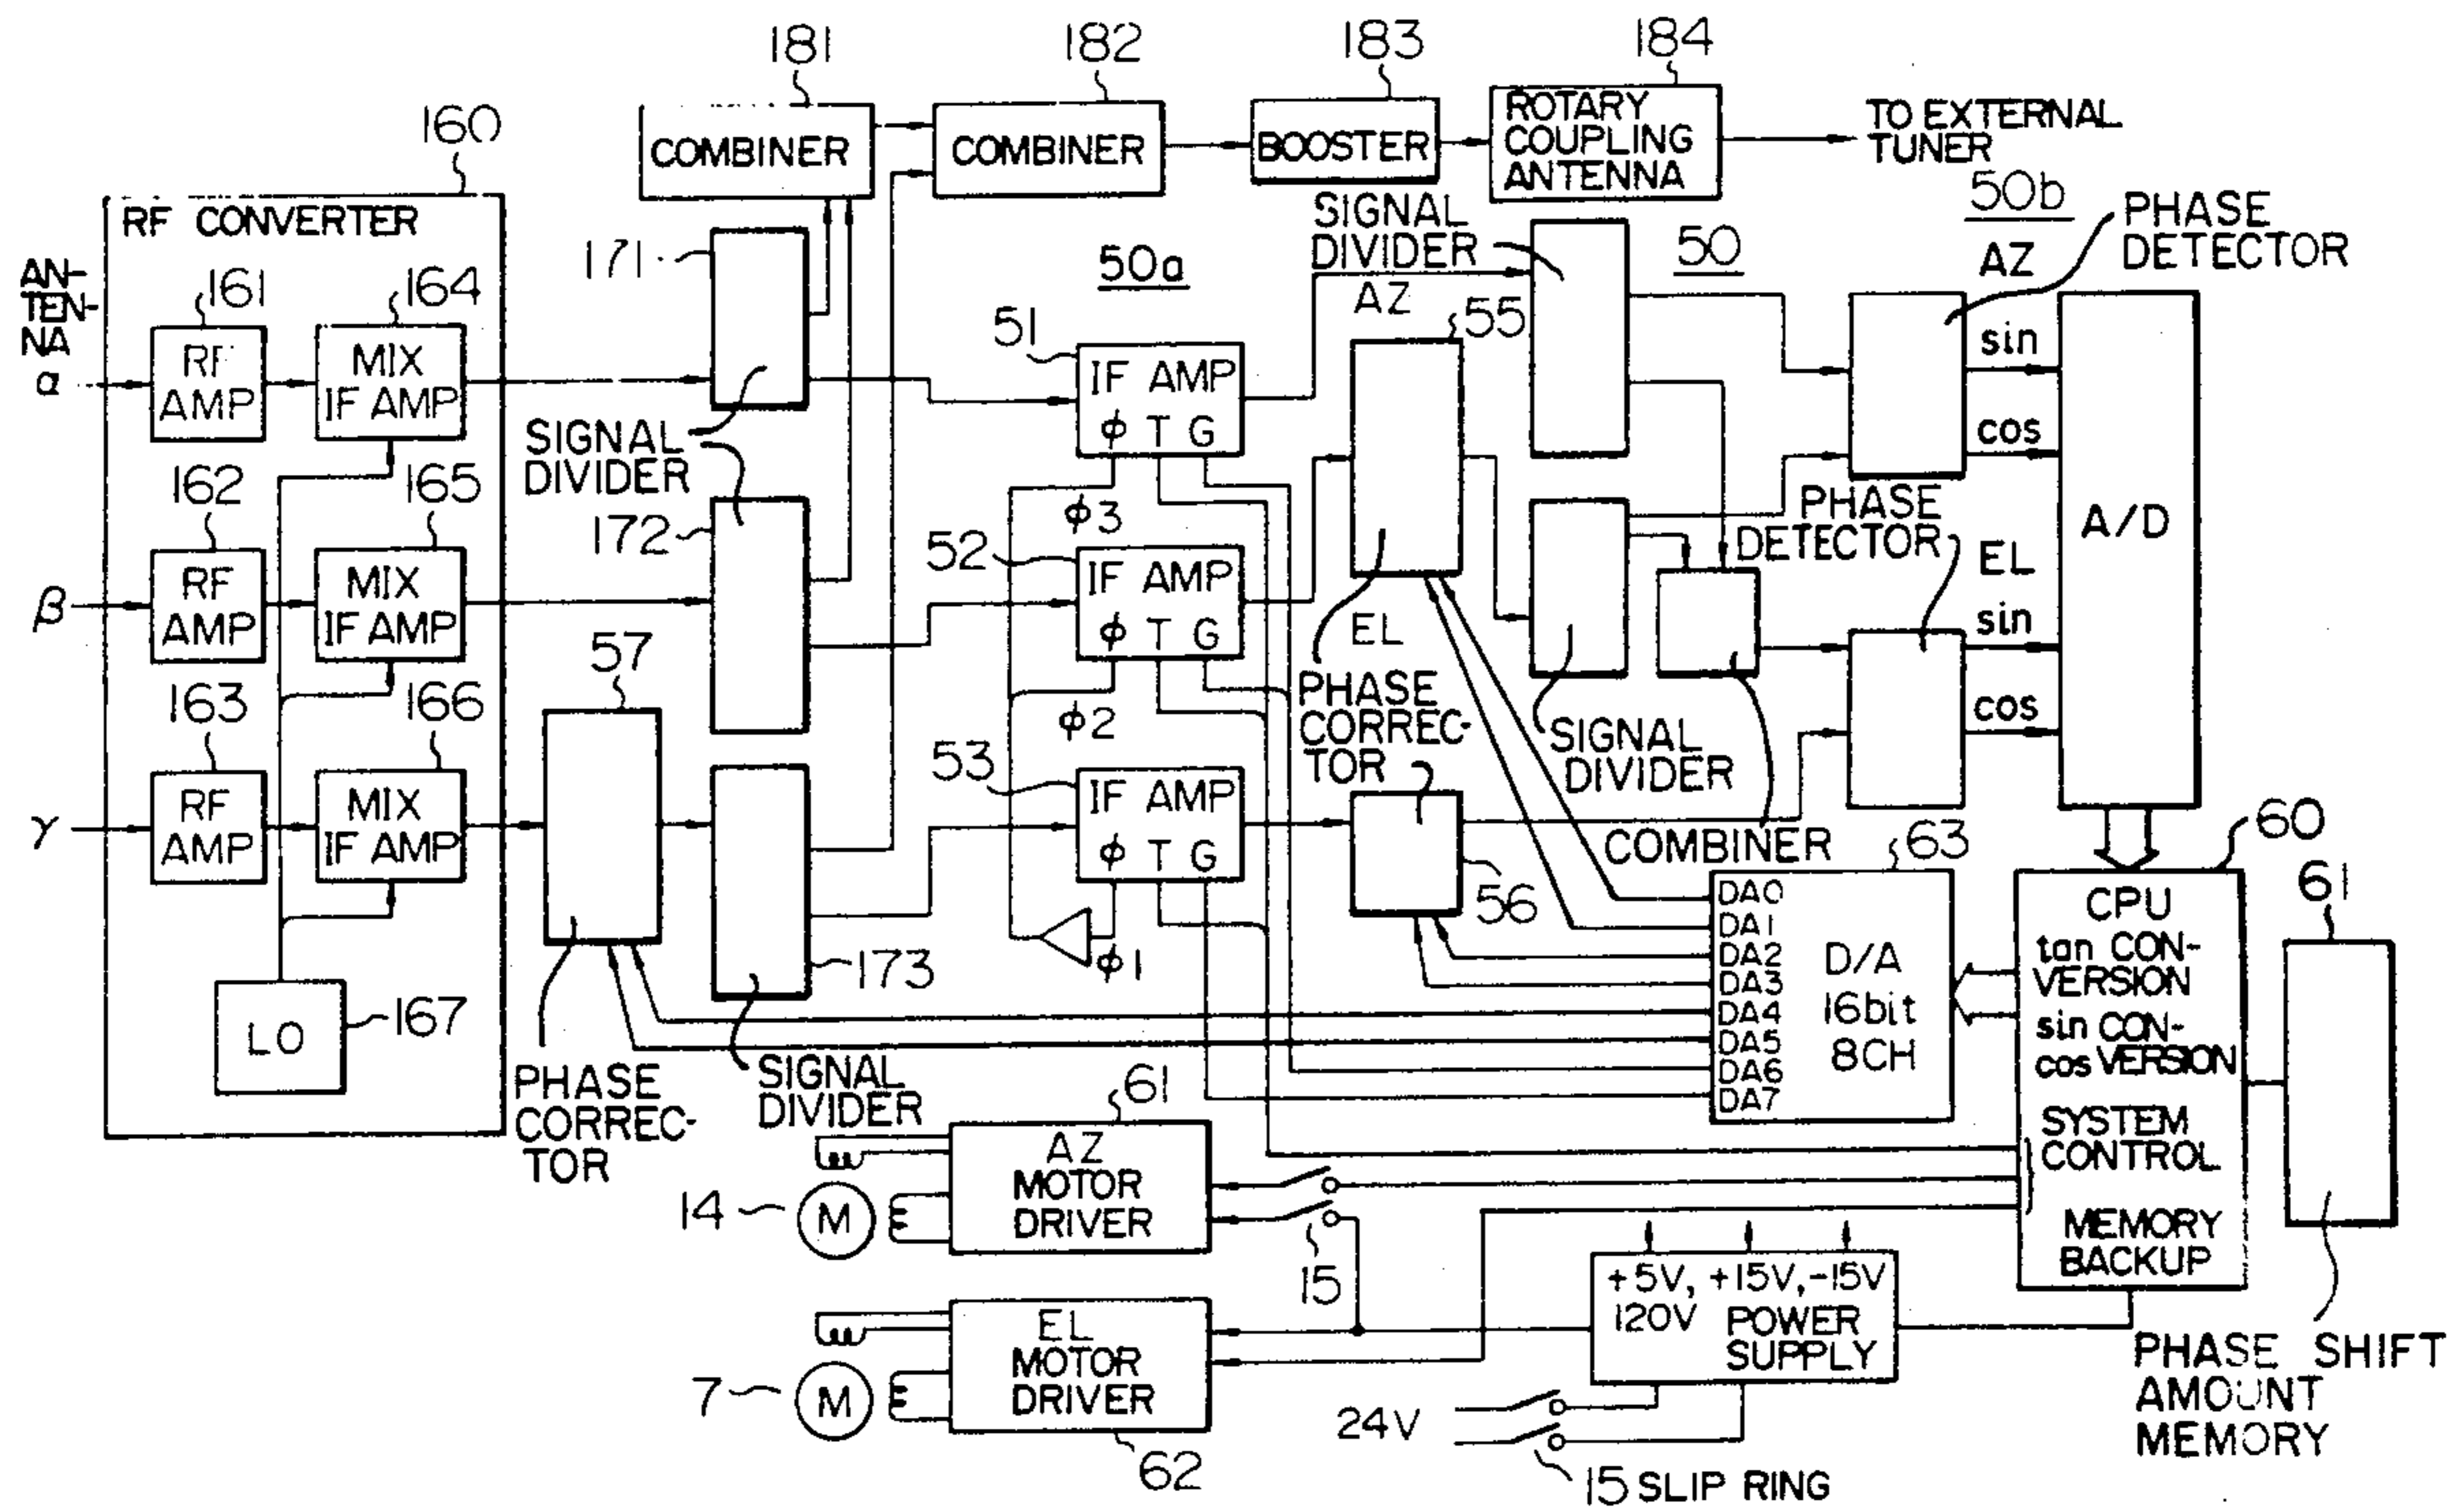 181
182
183
184
160
COMBINER
COMBINER
BOOSTER
ROTARY
COUPLING
ANTENNA
TO EXTERNAL
TUNER
RF CONVERTER
AN-
TEN-
NA
α
161
RF
AMP
164
MIX
IF AMP
171
SIGNAL
DIVIDER
50a
SIGNAL
DIVIDER
AZ
50
50b
PHASE
DETECTOR
AZ
sin
cos
51
IF AMP
ϕ T G
ϕ3
55
β
162
RF
AMP
165
MIX
IF AMP
172
52
IF AMP
ϕ T G
ϕ2
EL
PHASE
CORREC-
TOR
PHASE
DETECTOR
EL
sin
cos
A/D
SIGNAL
DIVIDER
COMBINER
γ
163
RF
AMP
166
MIX
IF AMP
57
53
IF AMP
ϕ T G
ϕ1
56
173
LO
167
PHASE
CORREC-
TOR
SIGNAL
DIVIDER
63
DA0
DA1
DA2
DA3
DA4
DA5
DA6
DA7
D/A
16bit
8CH
60
CPU
tan CON-
VERSION
sin CON-
cos VERSION
SYSTEM
CONTROL
MEMORY
BACKUP
61
PHASE SHIFT
AMOUNT
MEMORY
61
AZ
MOTOR
DRIVER
14
M
15
EL
MOTOR
DRIVER
7
M
62
+5V, +15V, -15V
120V POWER
SUPPLY
24V
15 SLIP RING